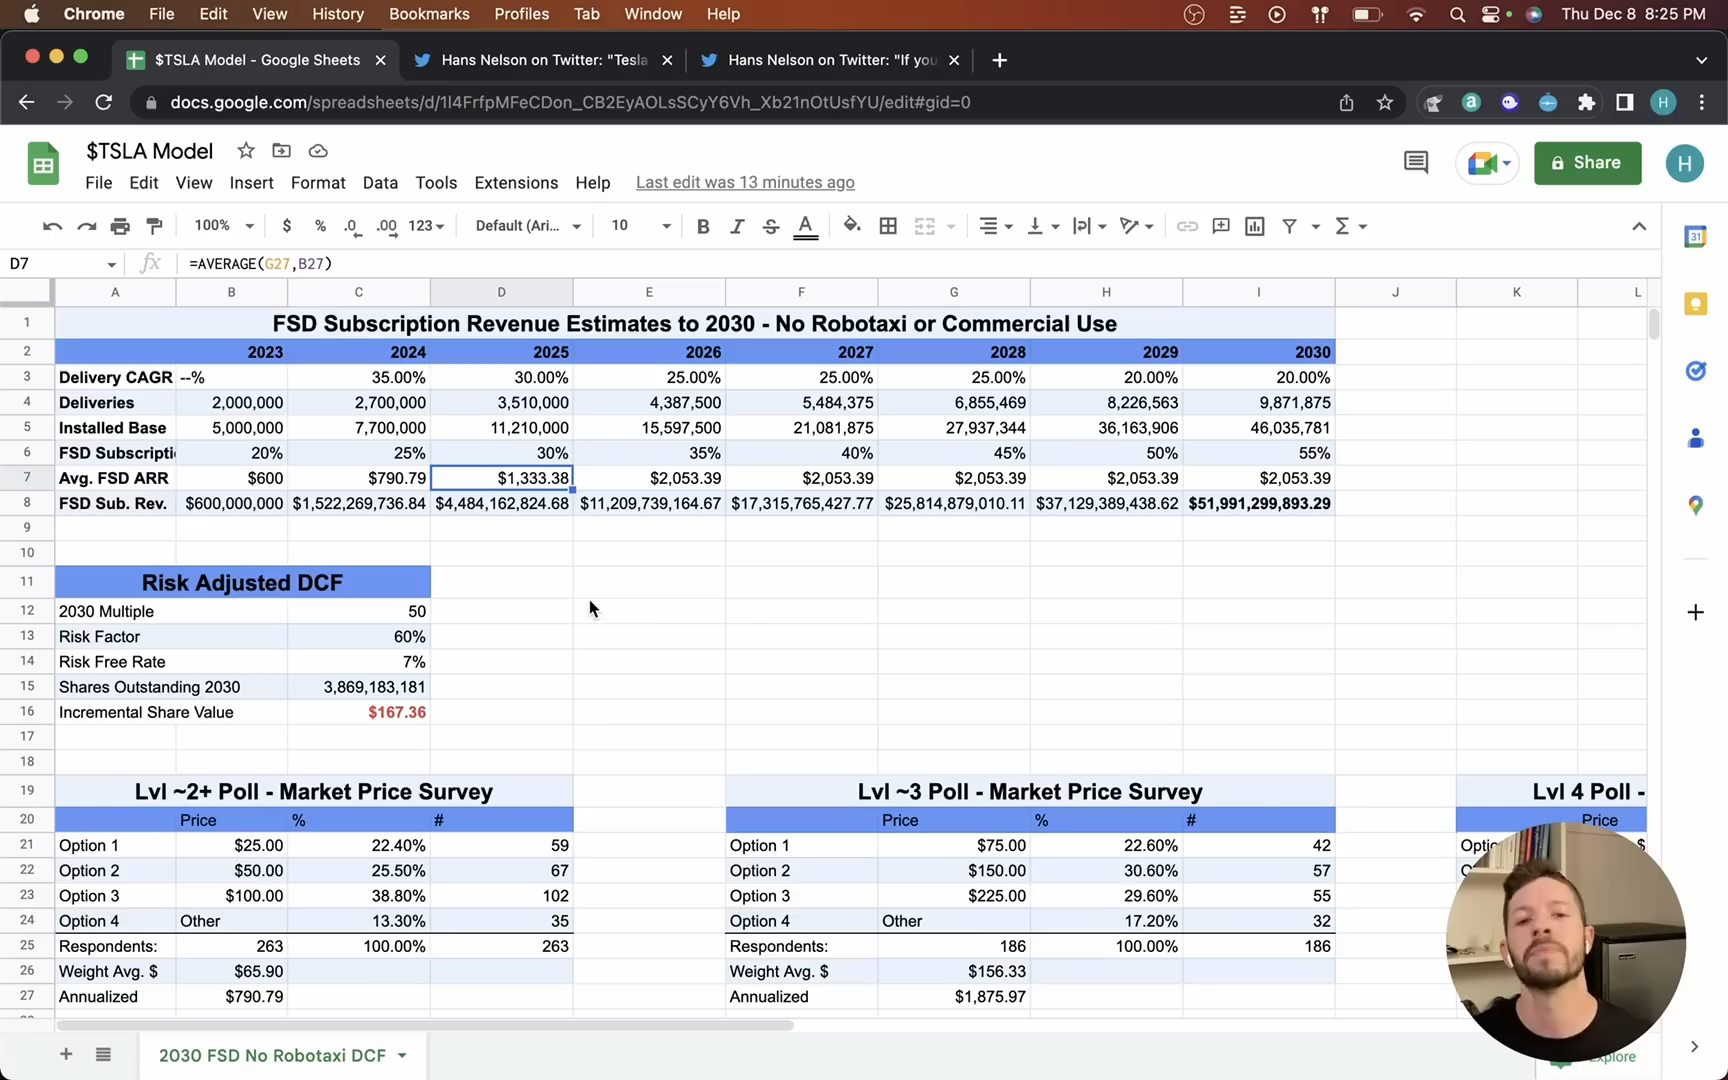 Chrome File Edit View History Bookmarks Profiles Tab Window Help Thu Dec 8 8:25 PM
$TSLA Model - Google Sheets Hans Nelson on Twitter: "Tesla Hans Nelson on Twitter: "If you
docs.google.com/spreadsheets/d/1I4FrfpMFeCDon_CB2EyAOLsSCyY6Vh_Xb21nOtUsfYU/edit#gid=0 H
$TSLA Model
Share H
File Edit View Insert Format Data Tools Extensions Help Last edit was 13 minutes ago
100% $ % .0 .00 123 Default (Ari... 10 B I S A Σ
31
D7 fx =AVERAGE(G27,B27)
A B C D E F G H I J K L
1 FSD Subscription Revenue Estimates to 2030 - No Robotaxi or Commercial Use
2 2023 2024 2025 2026 2027 2028 2029 2030
3 Delivery CAGR --% 35.00% 30.00% 25.00% 25.00% 25.00% 20.00% 20.00%
4 Deliveries 2,000,000 2,700,000 3,510,000 4,387,500 5,484,375 6,855,469 8,226,563 9,871,875
5 Installed Base 5,000,000 7,700,000 11,210,000 15,597,500 21,081,875 27,937,344 36,163,906 46,035,781
6 FSD Subscripti 20% 25% 30% 35% 40% 45% 50% 55%
7 Avg. FSD ARR $600 $790.79 $1,333.38 $2,053.39 $2,053.39 $2,053.39 $2,053.39 $2,053.39
8 FSD Sub. Rev. $600,000,000 $1,522,269,736.84 $4,484,162,824.68 $11,209,739,164.67 $17,315,765,427.77 $25,814,879,010.11 $37,129,389,438.62 $51,991,299,893.29
9
10
11 Risk Adjusted DCF
12 2030 Multiple 50
13 Risk Factor 60%
14 Risk Free Rate 7%
15 Shares Outstanding 2030 3,869,183,181
16 Incremental Share Value $167.36
17
18
19 Lvl ~2+ Poll - Market Price Survey Lvl ~3 Poll - Market Price Survey Lvl 4 Poll -
20 Price % # Price % # Price
21 Option 1 $25.00 22.40% 59 Option 1 $75.00 22.60% 42 $
22 Option 2 $50.00 25.50% 67 Option 2 $150.00 30.60% 57
23 Option 3 $100.00 38.80% 102 Option 3 $225.00 29.60% 55
24 Option 4 Other 13.30% 35 Option 4 Other 17.20% 32
25 Respondents: 263 100.00% 263 Respondents: 186 100.00% 186
26 Weight Avg. $ $65.90 Weight Avg. $ $156.33
27 Annualized $790.79 Annualized $1,875.97
2030 FSD No Robotaxi DCF Explore